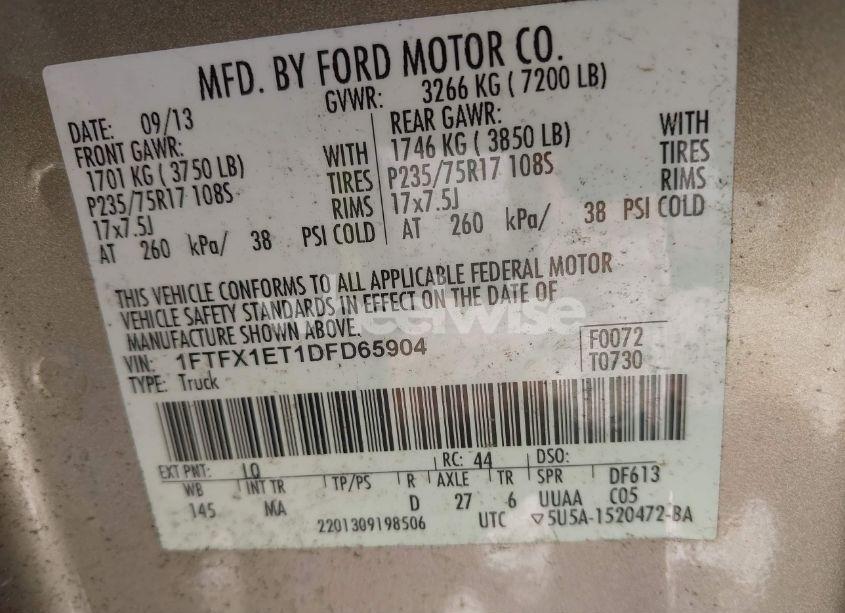 MFD. BY FORD MOTOR CO.
DATE: 09/13 GVWR: 3266 KG ( 7200 LB)
FRONT GAWR:
1701 KG ( 3750 LB) WITH
P235/75R17 108S TIRES
17x7.5J RIMS
AT 260 kPa/ 38 PSI COLD
REAR GAWR:
1746 KG ( 3850 LB) WITH
P235/75R17 108S TIRES
17x7.5J RIMS
AT 260 kPa/ 38 PSI COLD
THIS VEHICLE CONFORMS TO ALL APPLICABLE FEDERAL MOTOR
VEHICLE SAFETY STANDARDS IN EFFECT ON THE DATE OF
MANUFACTURE SHOWN ABOVE.
VIN: 1FTFX1ET1DFD65904
TYPE: Truck
F0072
T0730
EXT PNT: LQ RC: 44 DSO:
WB INT TR TP/PS R AXLE TR SPR DF613
145 MA D 27 6 UUAA C05
2201309198506 UTC ▽5U5A-1520472-BA